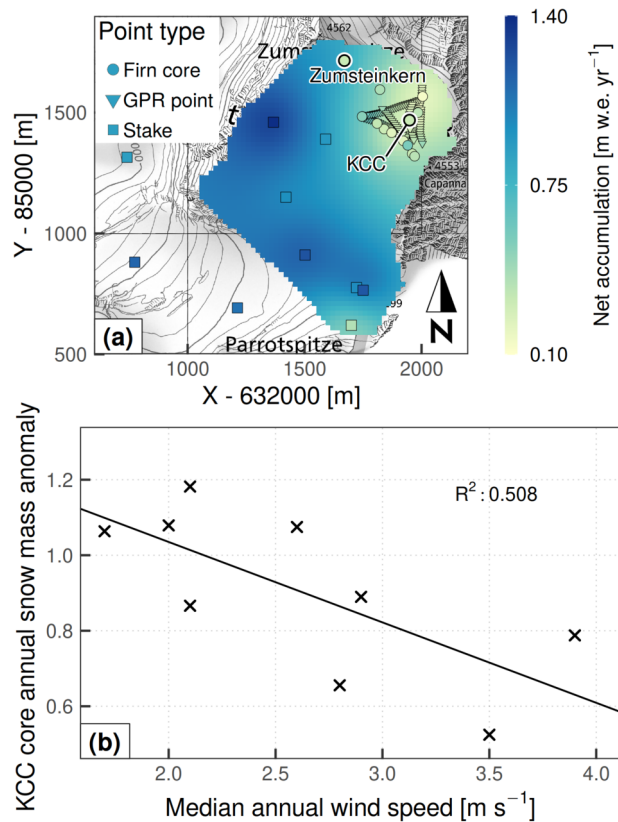 4562
Zumsteinspitze
Point type
Firn core
GPR point
Stake
Zumsteinkern
KCC
4553
Capanna
N
(a)
Parrotspitze
Y - 85000 [m]
1500
1000
500
1000
1500
2000
X - 632000 [m]
1.40
0.75
0.10
Net accumulation [m w.e. yr⁻¹]
KCC core annual snow mass anomaly
1.2
1.0
0.8
0.6
R² : 0.508
(b)
2.0
2.5
3.0
3.5
4.0
Median annual wind speed [m s⁻¹]